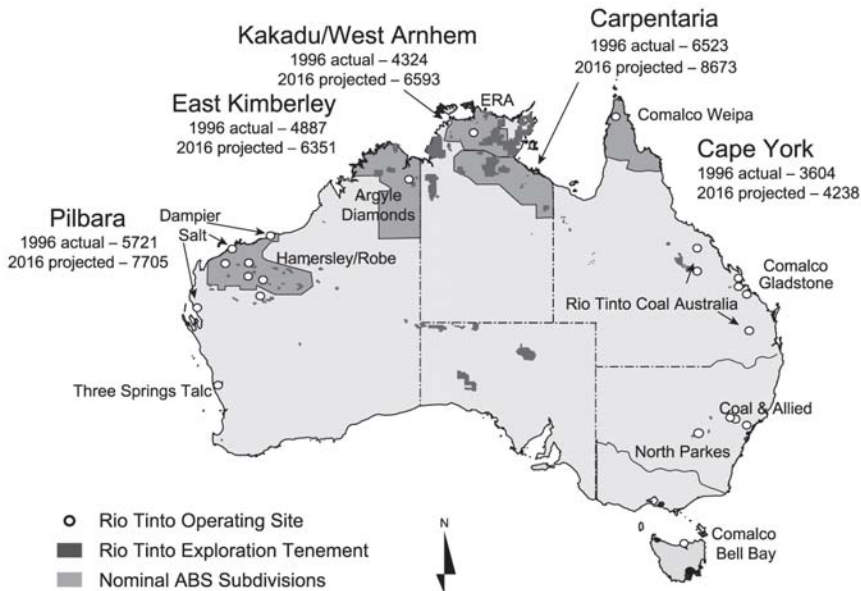 Kakadu/West Arnhem
1996 actual – 4324
2016 projected – 6593
Carpentaria
1996 actual – 6523
2016 projected – 8673
East Kimberley
1996 actual – 4887
2016 projected – 6351
ERA
Comalco Weipa
Cape York
1996 actual – 3604
2016 projected – 4238
Argyle
Diamonds
Pilbara
1996 actual – 5721
2016 projected – 7705
Dampier
Salt
Hamersley/Robe
Comalco
Gladstone
Rio Tinto Coal Australia
Three Springs Talc
Coal & Allied
North Parkes
Comalco
Bell Bay
N
Rio Tinto Operating Site
Rio Tinto Exploration Tenement
Nominal ABS Subdivisions